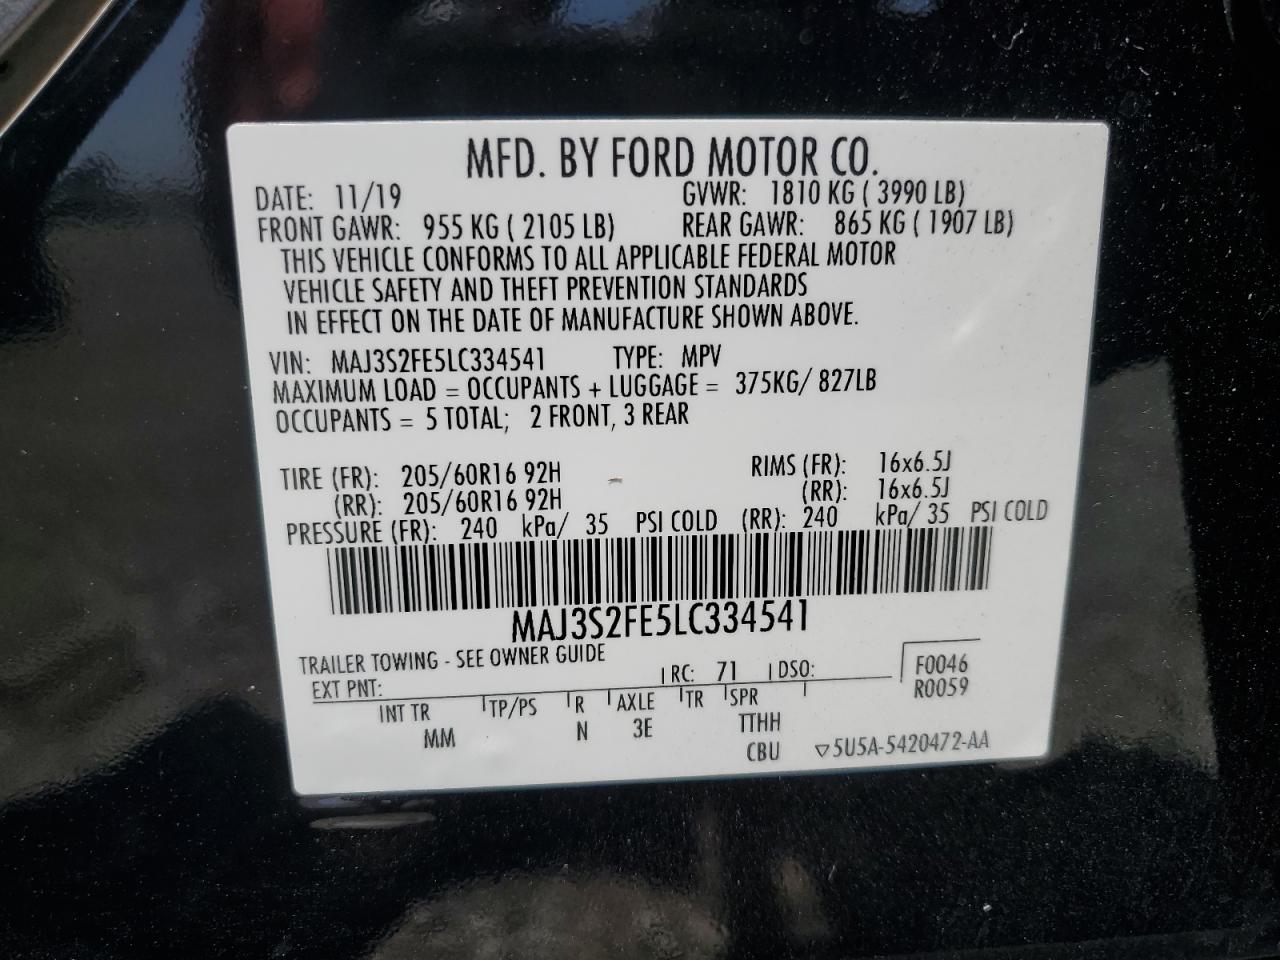 MFD. BY FORD MOTOR CO.
DATE: 11/19 GVWR: 1810 KG ( 3990 LB)
FRONT GAWR: 955 KG ( 2105 LB) REAR GAWR: 865 KG ( 1907 LB)
THIS VEHICLE CONFORMS TO ALL APPLICABLE FEDERAL MOTOR
VEHICLE SAFETY AND THEFT PREVENTION STANDARDS
IN EFFECT ON THE DATE OF MANUFACTURE SHOWN ABOVE.
VIN: MAJ3S2FE5LC334541 TYPE: MPV
MAXIMUM LOAD = OCCUPANTS + LUGGAGE = 375KG/ 827LB
OCCUPANTS = 5 TOTAL; 2 FRONT, 3 REAR
TIRE (FR): 205/60R16 92H RIMS (FR): 16x6.5J
(RR): 205/60R16 92H (RR): 16x6.5J
PRESSURE (FR): 240 kPa/ 35 PSI COLD (RR): 240 kPa/ 35 PSI COLD
MAJ3S2FE5LC334541
TRAILER TOWING - SEE OWNER GUIDE
EXT PNT: RC: 71 DSO: F0046
R0059
INT TR TP/PS R AXLE TR SPR
MM N 3E TTHH
CBU ▽5U5A-5420472-AA